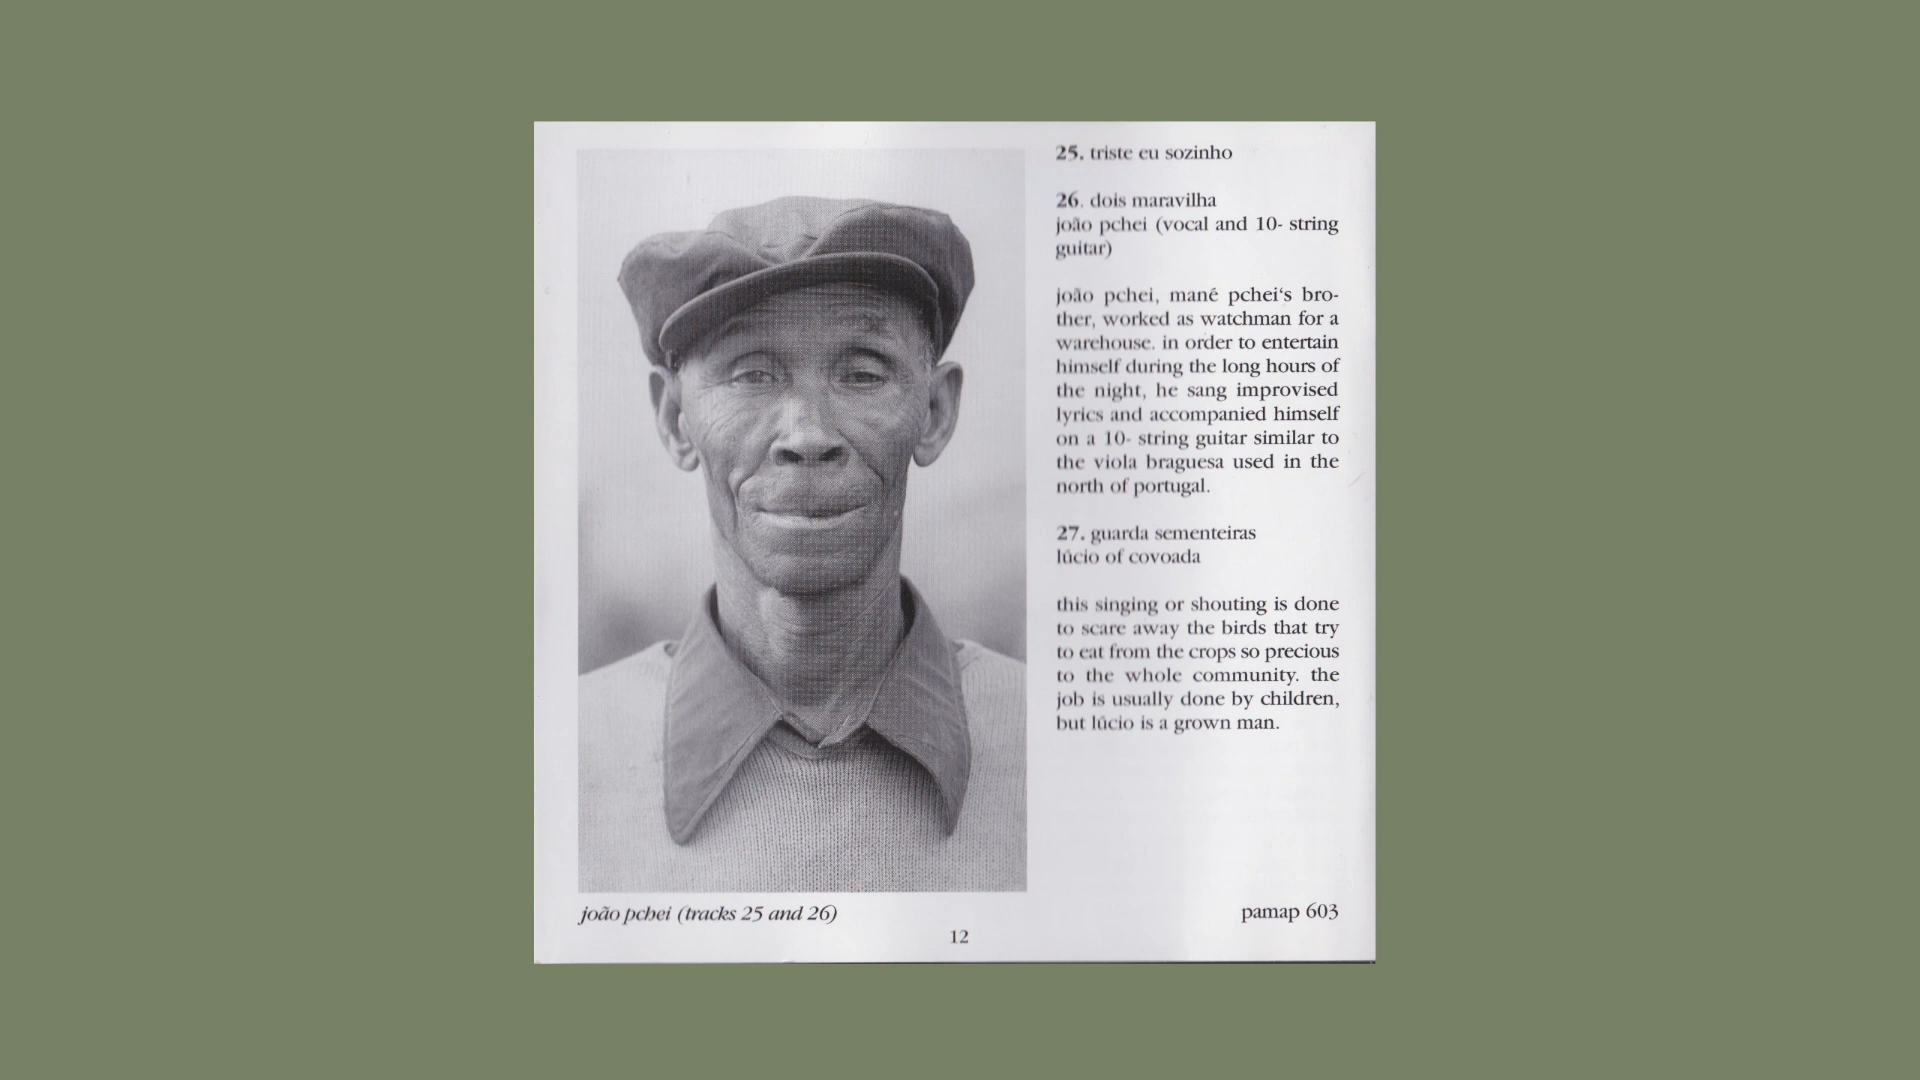 25. triste eu sozinho
26. dois maravilha
joão pchei (vocal and 10- string
guitar)
joão pchei, mané pchei‘s bro-
ther, worked as watchman for a
warehouse. in order to entertain
himself during the long hours of
the night, he sang improvised
lyrics and accompanied himself
on a 10- string guitar similar to
the viola braguesa used in the
north of portugal.
27. guarda sementeiras
lúcio of covoada
this singing or shouting is done
to scare away the birds that try
to eat from the crops so precious
to the whole community. the
job is usually done by children,
but lúcio is a grown man.
joão pchei (tracks 25 and 26)
pamap 603
12